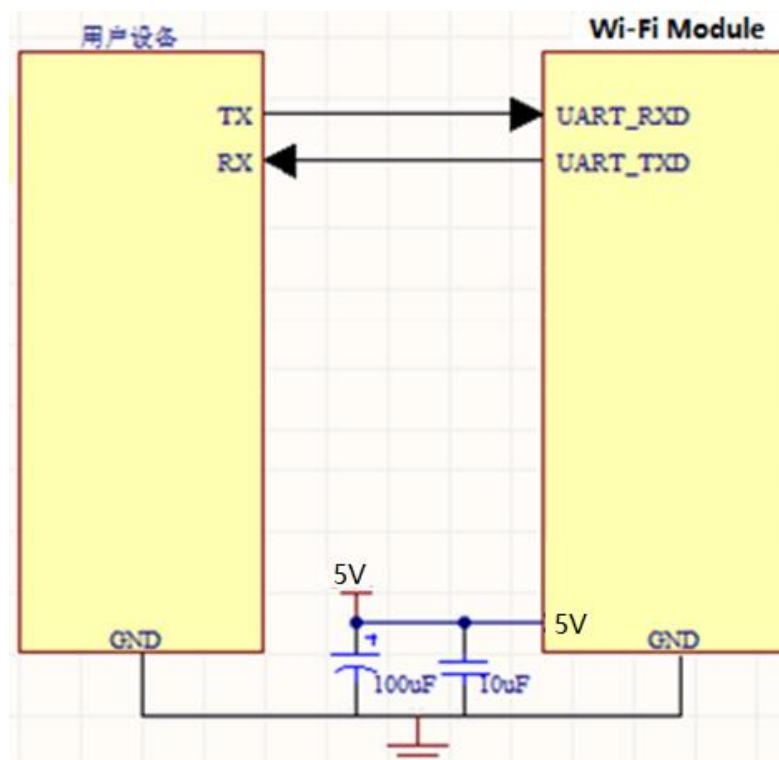 用户设备
Wi-Fi Module
TX
UART_RXD
RX
UART_TXD
5V
5V
GND
GND
100uF
10uF